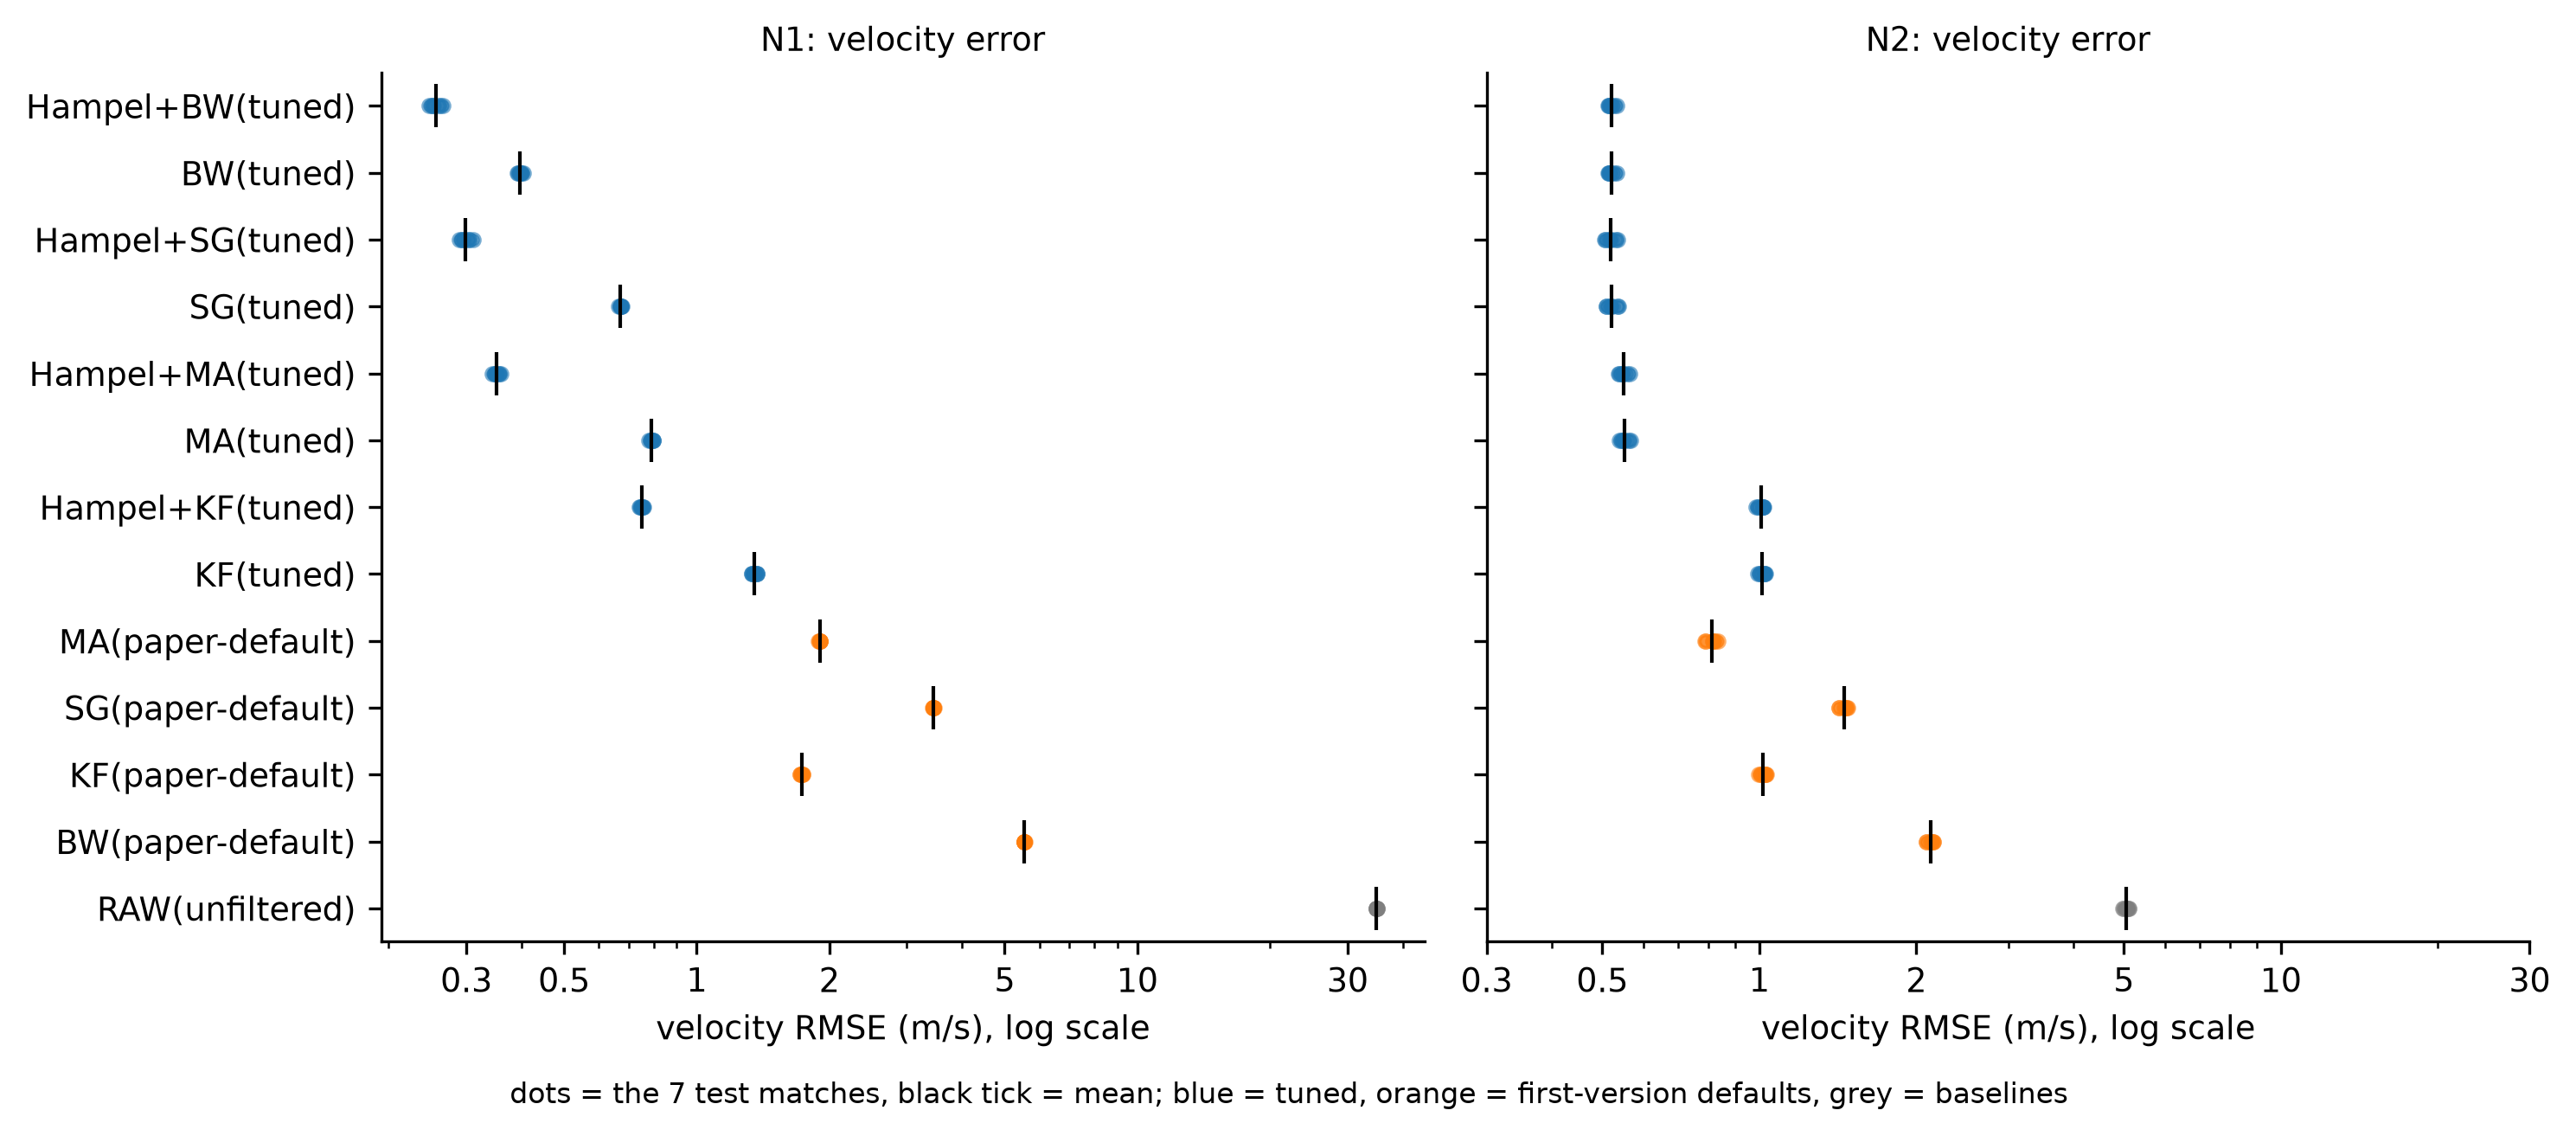 N1: velocity error
N2: velocity error
Hampel+BW(tuned)
BW(tuned)
Hampel+SG(tuned)
SG(tuned)
Hampel+MA(tuned)
MA(tuned)
Hampel+KF(tuned)
KF(tuned)
MA(paper-default)
SG(paper-default)
KF(paper-default)
BW(paper-default)
RAW(unfiltered)
0.3 0.5 1 2 5 10 30
0.3 0.5 1 2 5 10 30
velocity RMSE (m/s), log scale
velocity RMSE (m/s), log scale
dots = the 7 test matches, black tick = mean; blue = tuned, orange = first-version defaults, grey = baselines